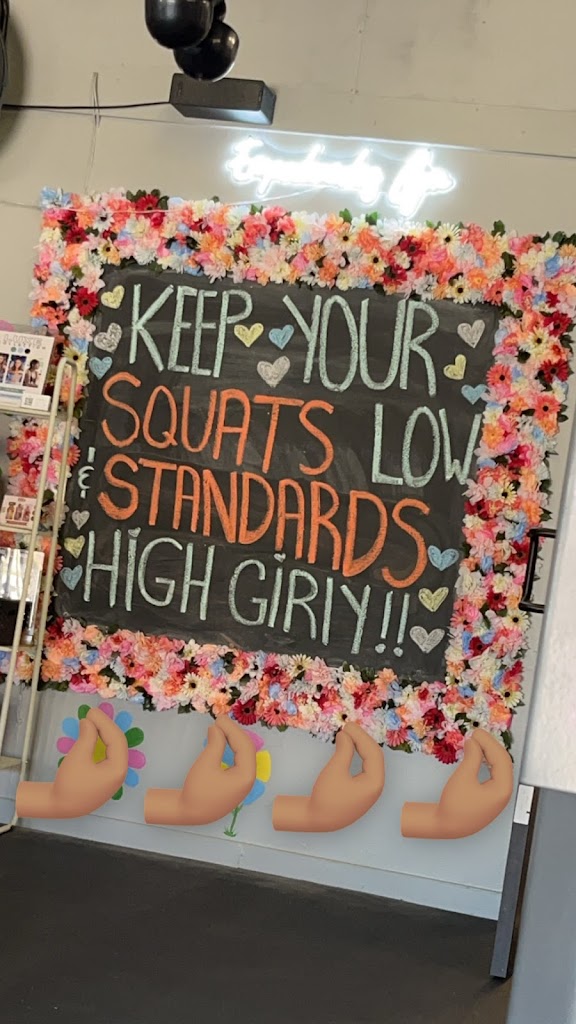 KEEP YOUR
SQUATS LOW
& STANDARDS
HIGH GIRLY!!